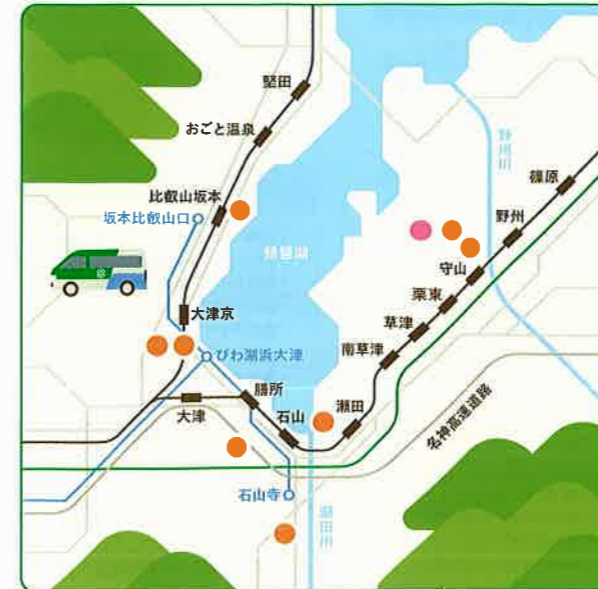 堅田
おごと温泉
比叡山坂本
坂本比叡山口
琵琶湖
野洲川
篠原
野州
守山
栗東
草津
南草津
大津京
びわ湖浜大津
膳所
大津
石山
瀬田
名神高速道路
石山寺
瀬田川